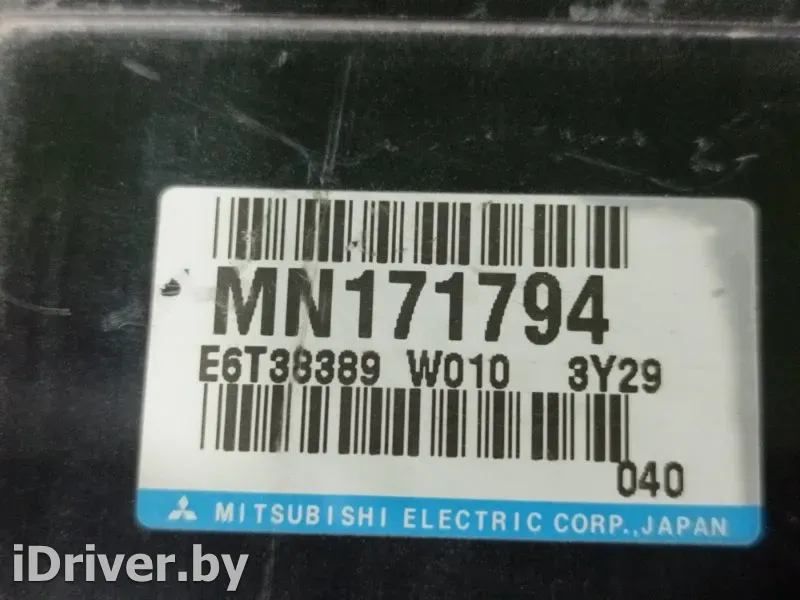 MN171794
E6T38389 W010 3Y29
040
MITSUBISHI ELECTRIC CORP.,JAPAN
iDriver.by